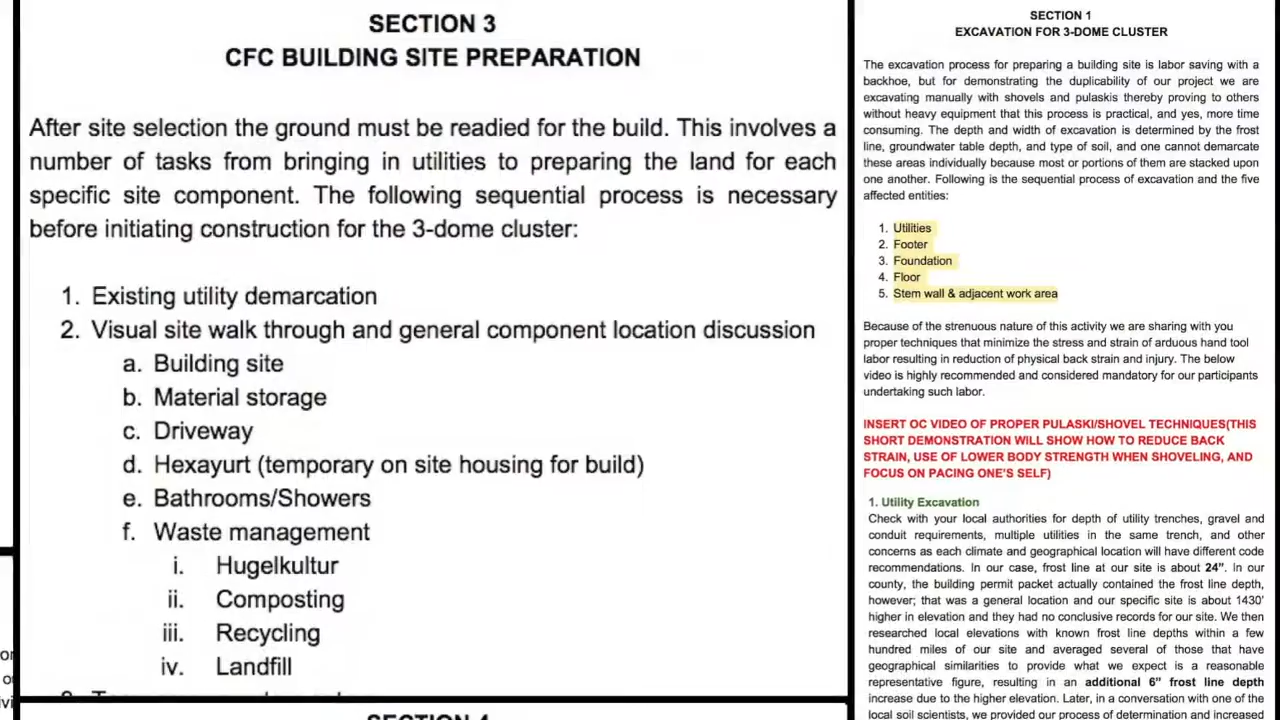 SECTION 3
CFC BUILDING SITE PREPARATION
After site selection the ground must be readied for the build. This involves a
number of tasks from bringing in utilities to preparing the land for each
specific site component. The following sequential process is necessary
before initiating construction for the 3-dome cluster:
1. Existing utility demarcation
2. Visual site walk through and general component location discussion
a. Building site
b. Material storage
c. Driveway
d. Hexayurt (temporary on site housing for build)
e. Bathrooms/Showers
f. Waste management
i. Hugelkultur
ii. Composting
iii. Recycling
iv. Landfill
SECTION 4
SECTION 1
EXCAVATION FOR 3-DOME CLUSTER
The excavation process for preparing a building site is labor saving with a
backhoe, but for demonstrating the duplicability of our project we are
excavating manually with shovels and pulaskis thereby proving to others
without heavy equipment that this process is practical, and yes, more time
consuming. The depth and width of excavation is determined by the frost
line, groundwater table depth, and type of soil, and one cannot demarcate
these areas individually because most or portions of them are stacked upon
one another. Following is the sequential process of excavation and the five
affected entities:
1. Utilities
2. Footer
3. Foundation
4. Floor
5. Stem wall & adjacent work area
Because of the strenuous nature of this activity we are sharing with you
proper techniques that minimize the stress and strain of arduous hand tool
labor resulting in reduction of physical back strain and injury. The below
video is highly recommended and considered mandatory for our participants
undertaking such labor.
INSERT OC VIDEO OF PROPER PULASKI/SHOVEL TECHNIQUES(THIS
SHORT DEMONSTRATION WILL SHOW HOW TO REDUCE BACK
STRAIN, USE OF LOWER BODY STRENGTH WHEN SHOVELING, AND
FOCUS ON PACING ONE'S SELF)
1. Utility Excavation
Check with your local authorities for depth of utility trenches, gravel and
conduit requirements, multiple utilities in the same trench, and other
concerns as each climate and geographical location will have different code
recommendations. In our case, frost line at our site is about 24”. In our
county, the building permit packet actually contained the frost line depth,
however; that was a general location and our specific site is about 1430'
higher in elevation and they had no conclusive records for our site. We then
researched local elevations with known frost line depths within a few
hundred miles of our site and averaged several of those that have
geographical similarities to provide what we expect is a reasonable
representative figure, resulting in an additional 6” frost line depth
increase due to the higher elevation. Later, in a conversation with one of the
local soil scientists, we provided our process of determination and increased